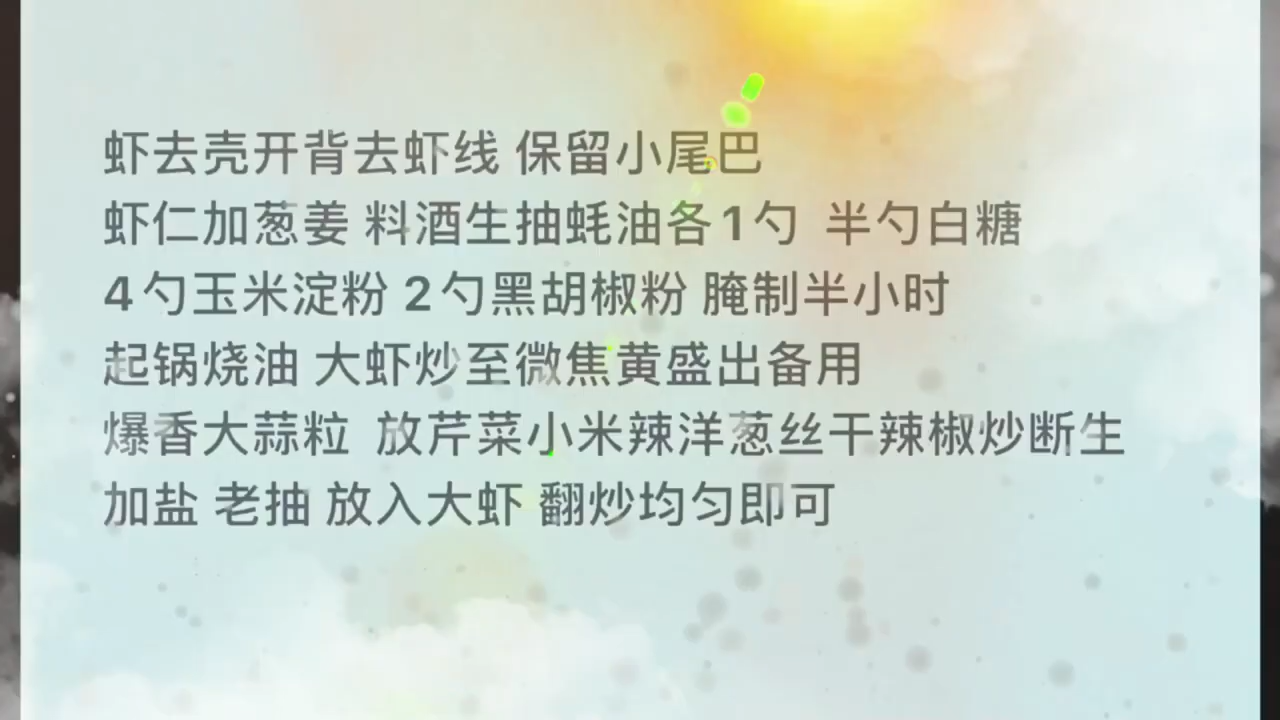 虾去壳开背去虾线 保留小尾巴
虾仁加葱姜 料酒生抽蚝油各1勺 半勺白糖
4勺玉米淀粉 2勺黑胡椒粉 腌制半小时
起锅烧油 大虾炒至微焦黄盛出备用
爆香大蒜粒 放芹菜小米辣洋葱丝干辣椒炒断生
加盐 老抽 放入大虾 翻炒均匀即可